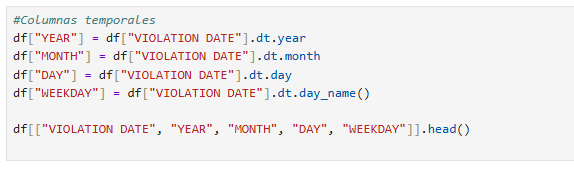 #Columnas temporales
df["YEAR"] = df["VIOLATION DATE"].dt.year
df["MONTH"] = df["VIOLATION DATE"].dt.month
df["DAY"] = df["VIOLATION DATE"].dt.day
df["WEEKDAY"] = df["VIOLATION DATE"].dt.day_name()
df[["VIOLATION DATE", "YEAR", "MONTH", "DAY", "WEEKDAY"]].head()